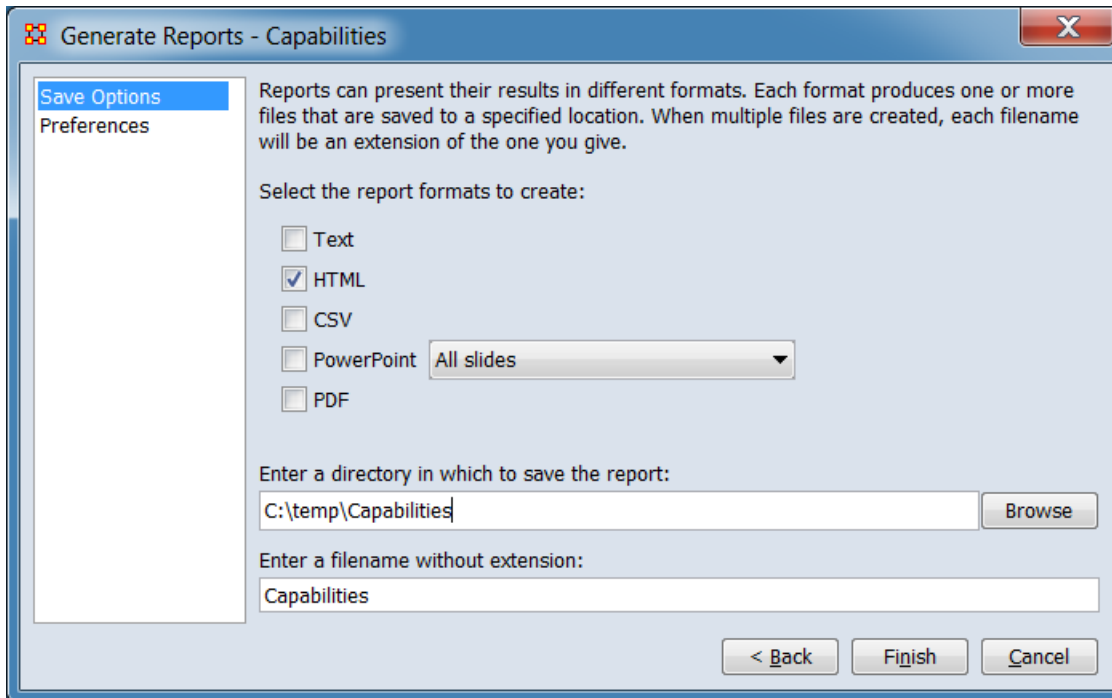 Generate Reports - Capabilities
X
Save Options
Preferences
Reports can present their results in different formats. Each format produces one or more
files that are saved to a specified location. When multiple files are created, each filename
will be an extension of the one you give.
Select the report formats to create:
Text
HTML
CSV
PowerPoint All slides
PDF
Enter a directory in which to save the report:
C:\temp\Capabilities Browse
Enter a filename without extension:
Capabilities
< Back Finish Cancel